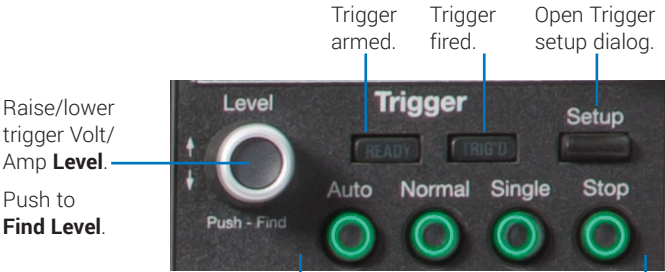 Trigger
armed.
Trigger
fired.
Open Trigger
setup dialog.
Raise/lower
trigger Volt/
Amp Level.
Push to
Find Level.
Level
Trigger
Setup
READY
TRIG'D
Auto
Normal
Single
Stop
Push - Find